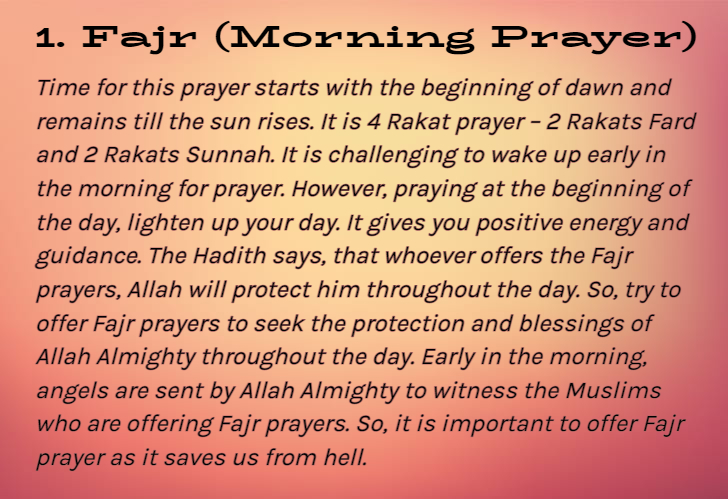 1. Fajr (Morning Prayer)
Time for this prayer starts with the beginning of dawn and
remains till the sun rises. It is 4 Rakat prayer – 2 Rakats Fard
and 2 Rakats Sunnah. It is challenging to wake up early in
the morning for prayer. However, praying at the beginning of
the day, lighten up your day. It gives you positive energy and
guidance. The Hadith says, that whoever offers the Fajr
prayers, Allah will protect him throughout the day. So, try to
offer Fajr prayers to seek the protection and blessings of
Allah Almighty throughout the day. Early in the morning,
angels are sent by Allah Almighty to witness the Muslims
who are offering Fajr prayers. So, it is important to offer Fajr
prayer as it saves us from hell.